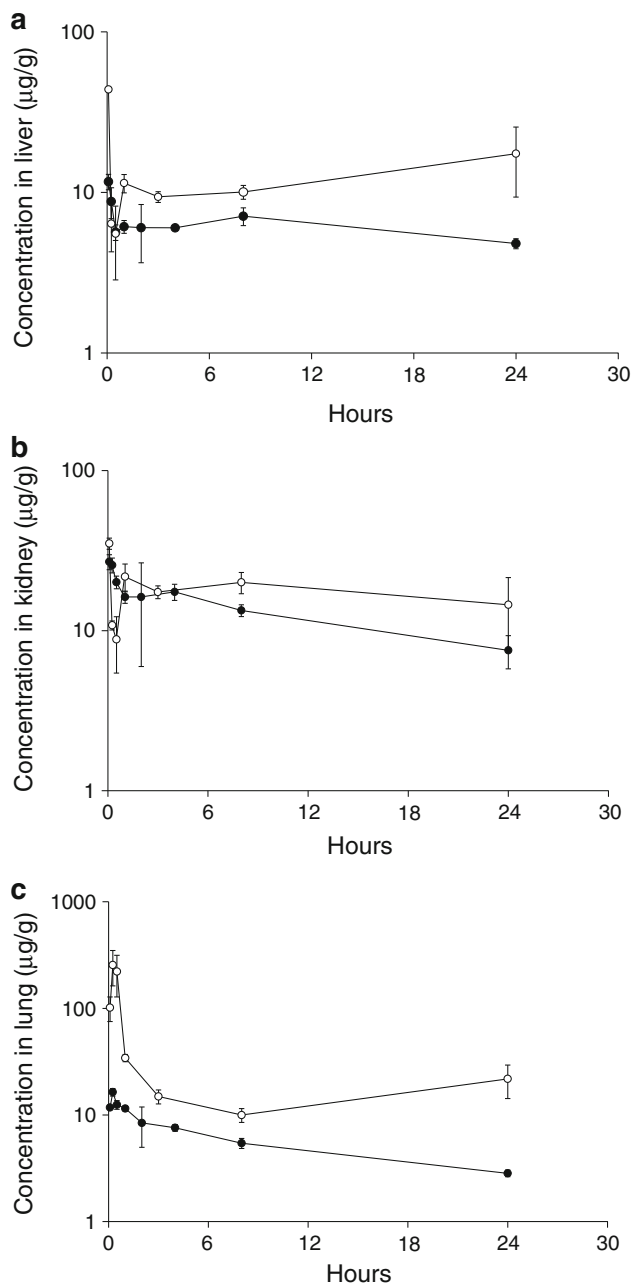 a
Concentration in liver (µg/g)
100
10
1
0 6 12 18 24 30
Hours
b
Concentration in kidney (µg/g)
100
10
1
0 6 12 18 24 30
Hours
c
Concentration in lung (µg/g)
1000
100
10
1
0 6 12 18 24 30
Hours